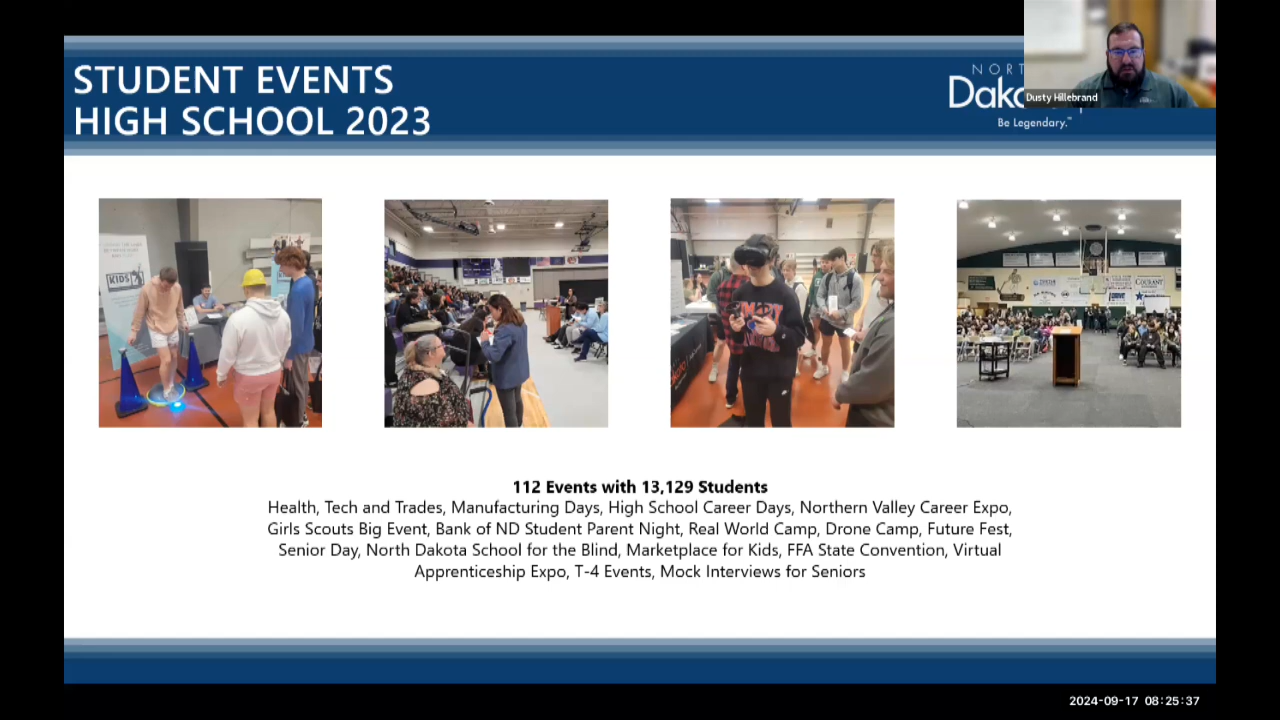 STUDENT EVENTS
HIGH SCHOOL 2023
Dusty Hillebrand
Be Legendary.™
KIDS
COURANT
112 Events with 13,129 Students
Health, Tech and Trades, Manufacturing Days, High School Career Days, Northern Valley Career Expo,
Girls Scouts Big Event, Bank of ND Student Parent Night, Real World Camp, Drone Camp, Future Fest,
Senior Day, North Dakota School for the Blind, Marketplace for Kids, FFA State Convention, Virtual
Apprenticeship Expo, T-4 Events, Mock Interviews for Seniors
2024-09-17 08:25:37